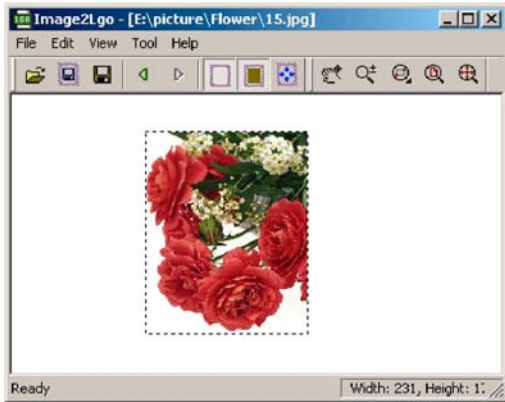 Image2Lgo - [E:\picture\Flower\15.jpg]
File Edit View Tool Help
Ready
Width: 231, Height: